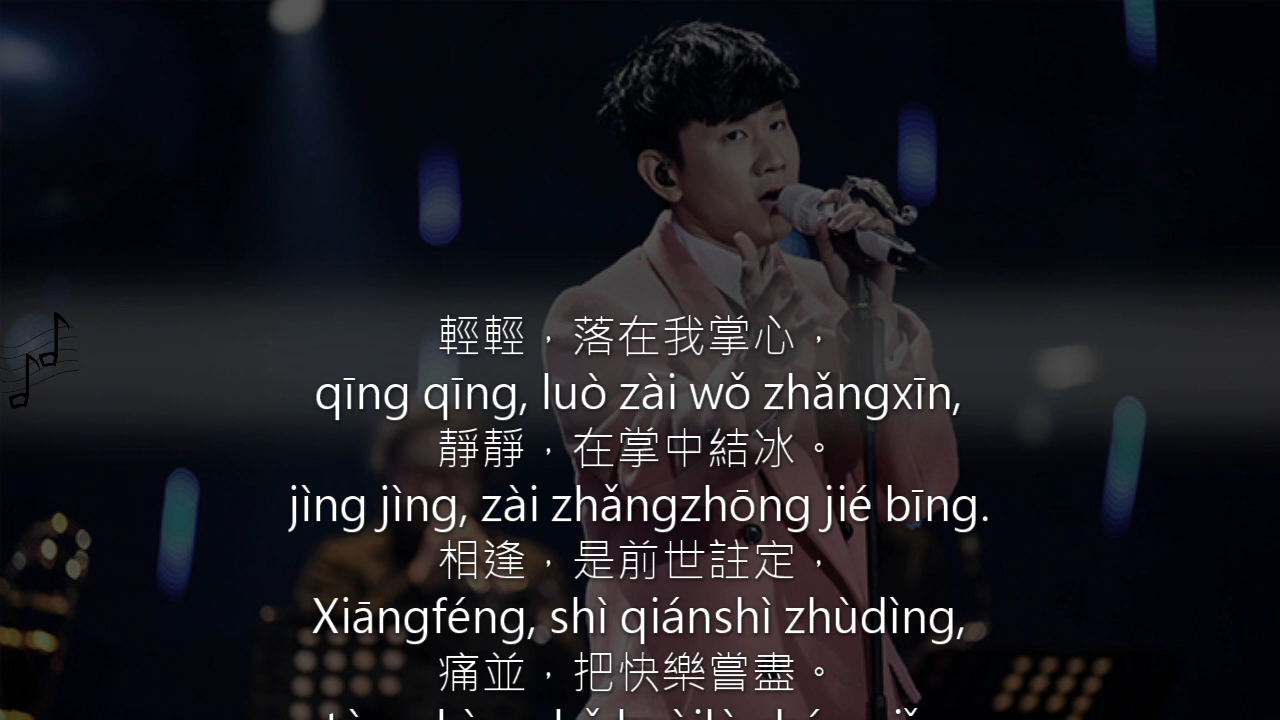 輕輕，落在我掌心，
qīng qīng, luò zài wǒ zhǎngxīn,
靜靜，在掌中結冰。
jìng jìng, zài zhǎngzhōng jié bīng.
相逢，是前世註定，
Xiāngféng, shì qiánshì zhùdìng,
痛並，把快樂嘗盡。